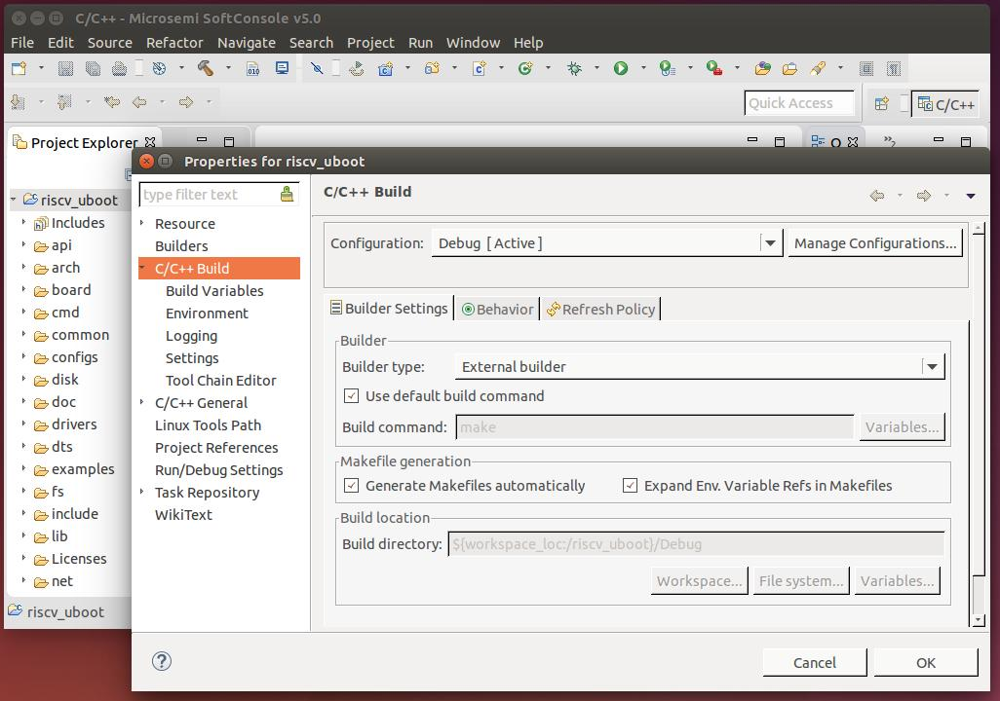 C/C++ - Microsemi SoftConsole v5.0
File Edit Source Refactor Navigate Search Project Run Window Help
Quick Access
C/C++
Project Explorer
riscv_uboot
Includes
api
arch
board
cmd
common
configs
disk
doc
drivers
dts
examples
fs
include
lib
Licenses
net
riscv_uboot
Properties for riscv_uboot
type filter text
Resource
Builders
C/C++ Build
Build Variables
Environment
Logging
Settings
Tool Chain Editor
C/C++ General
Linux Tools Path
Project References
Run/Debug Settings
Task Repository
WikiText
C/C++ Build
Configuration: Debug [ Active ] Manage Configurations...
Builder Settings Behavior Refresh Policy
Builder
Builder type: External builder
Use default build command
Build command: make Variables...
Makefile generation
Generate Makefiles automatically Expand Env. Variable Refs in Makefiles
Build location
Build directory: ${workspace_loc:/riscv_uboot}/Debug
Workspace... File system... Variables...
Cancel OK